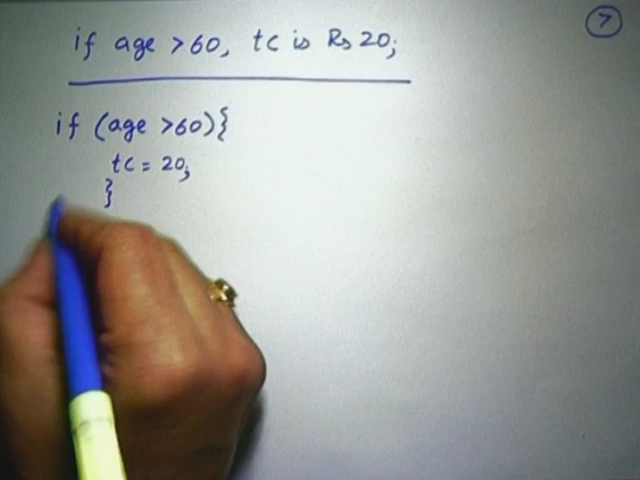 7
if age >60, tc is Rs 20;
if (age >60){
tc = 20;
}